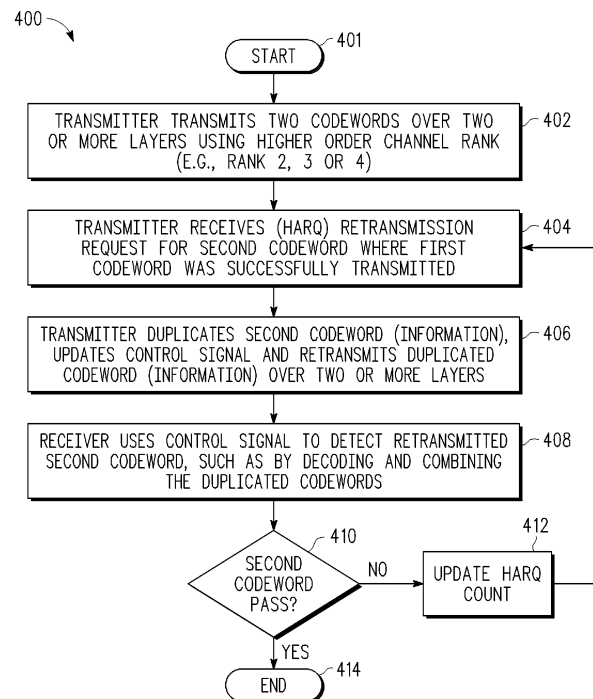 400
START
401
TRANSMITTER TRANSMITS TWO CODEWORDS OVER TWO
OR MORE LAYERS USING HIGHER ORDER CHANNEL RANK
(E.G., RANK 2, 3 OR 4)
402
TRANSMITTER RECEIVES (HARQ) RETRANSMISSION
REQUEST FOR SECOND CODEWORD WHERE FIRST
CODEWORD WAS SUCCESSFULLY TRANSMITTED
404
TRANSMITTER DUPLICATES SECOND CODEWORD (INFORMATION),
UPDATES CONTROL SIGNAL AND RETRANSMITS DUPLICATED
CODEWORD (INFORMATION) OVER TWO OR MORE LAYERS
406
RECEIVER USES CONTROL SIGNAL TO DETECT RETRANSMITTED
SECOND CODEWORD, SUCH AS BY DECODING AND COMBINING
THE DUPLICATED CODEWORDS
408
SECOND
CODEWORD
PASS?
410
NO
UPDATE HARQ
COUNT
412
YES
END
414